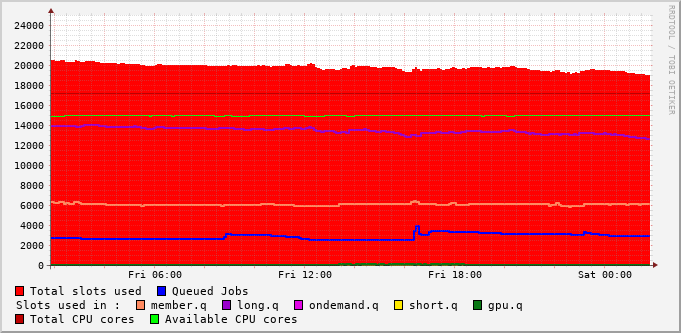 24000
22000
20000
18000
16000
14000
12000
10000
8000
6000
4000
2000
0
Fri 06:00 Fri 12:00 Fri 18:00 Sat 00:00
RRDTOOL / TOBI OETIKER
Total slots used Queued Jobs
Slots used in : member.q long.q ondemand.q short.q gpu.q
Total CPU cores Available CPU cores